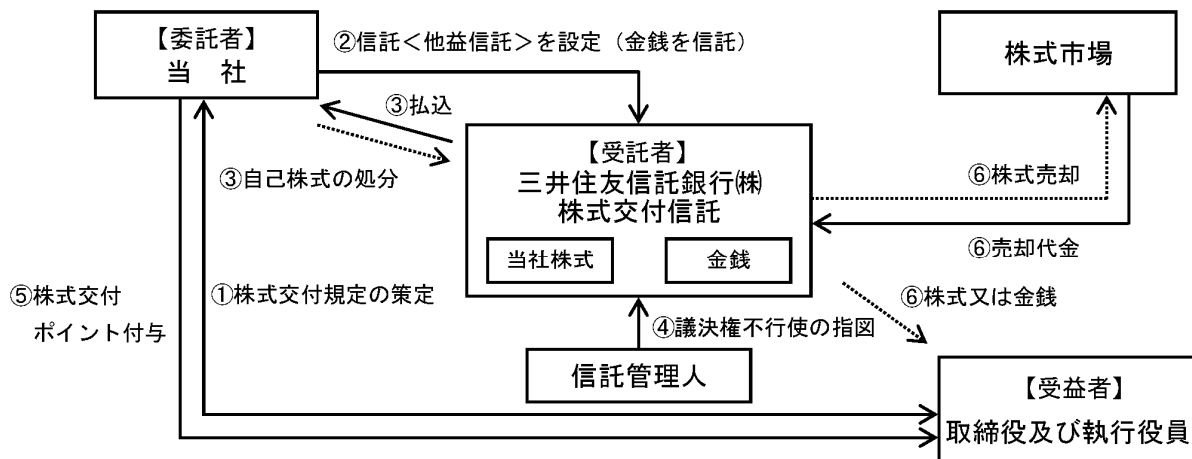 【委託者】
当　社
②信託＜他益信託＞を設定（金銭を信託）
株式市場
③払込
③自己株式の処分
【受託者】
三井住友信託銀行㈱
株式交付信託
当社株式
金銭
⑥株式売却
⑥売却代金
⑤株式交付
ポイント付与
①株式交付規定の策定
④議決権不行使の指図
⑥株式又は金銭
信託管理人
【受益者】
取締役及び執行役員